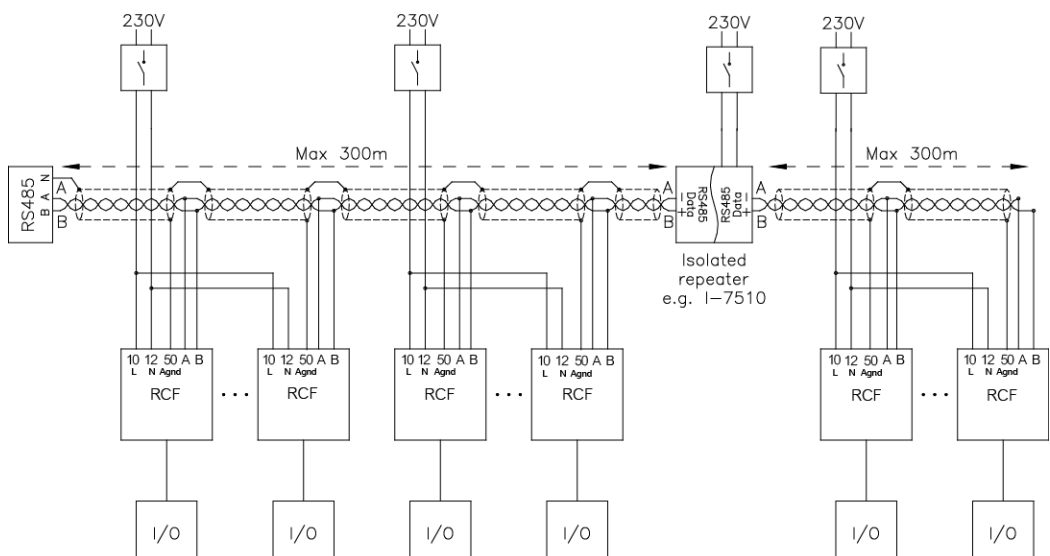 230V 230V 230V 230V
Max 300m Max 300m
RS485
N
A
B
A
B
A
B
Data
RS485
RS485
Data
A
B
Isolated
repeater
e.g. I-7510
10 12 50 A B
L N Agnd
RCF
10 12 50 A B
L N Agnd
RCF
10 12 50 A B
L N Agnd
RCF
10 12 50 A B
L N Agnd
RCF
10 12 50 A B
L N Agnd
RCF
10 12 50 A B
L N Agnd
RCF
... ... ...
I/O I/O I/O I/O I/O I/O